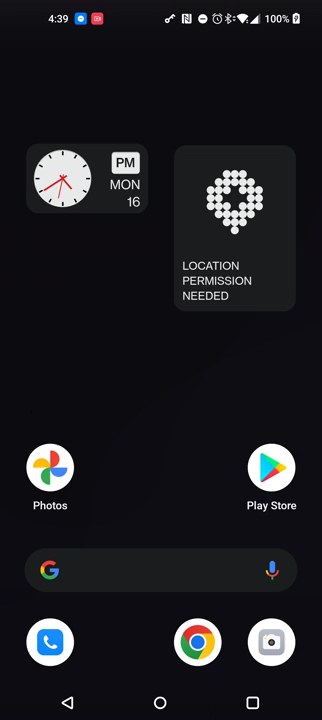 4:39
100%
PM
MON
16
LOCATION
PERMISSION
NEEDED
Photos
Play Store